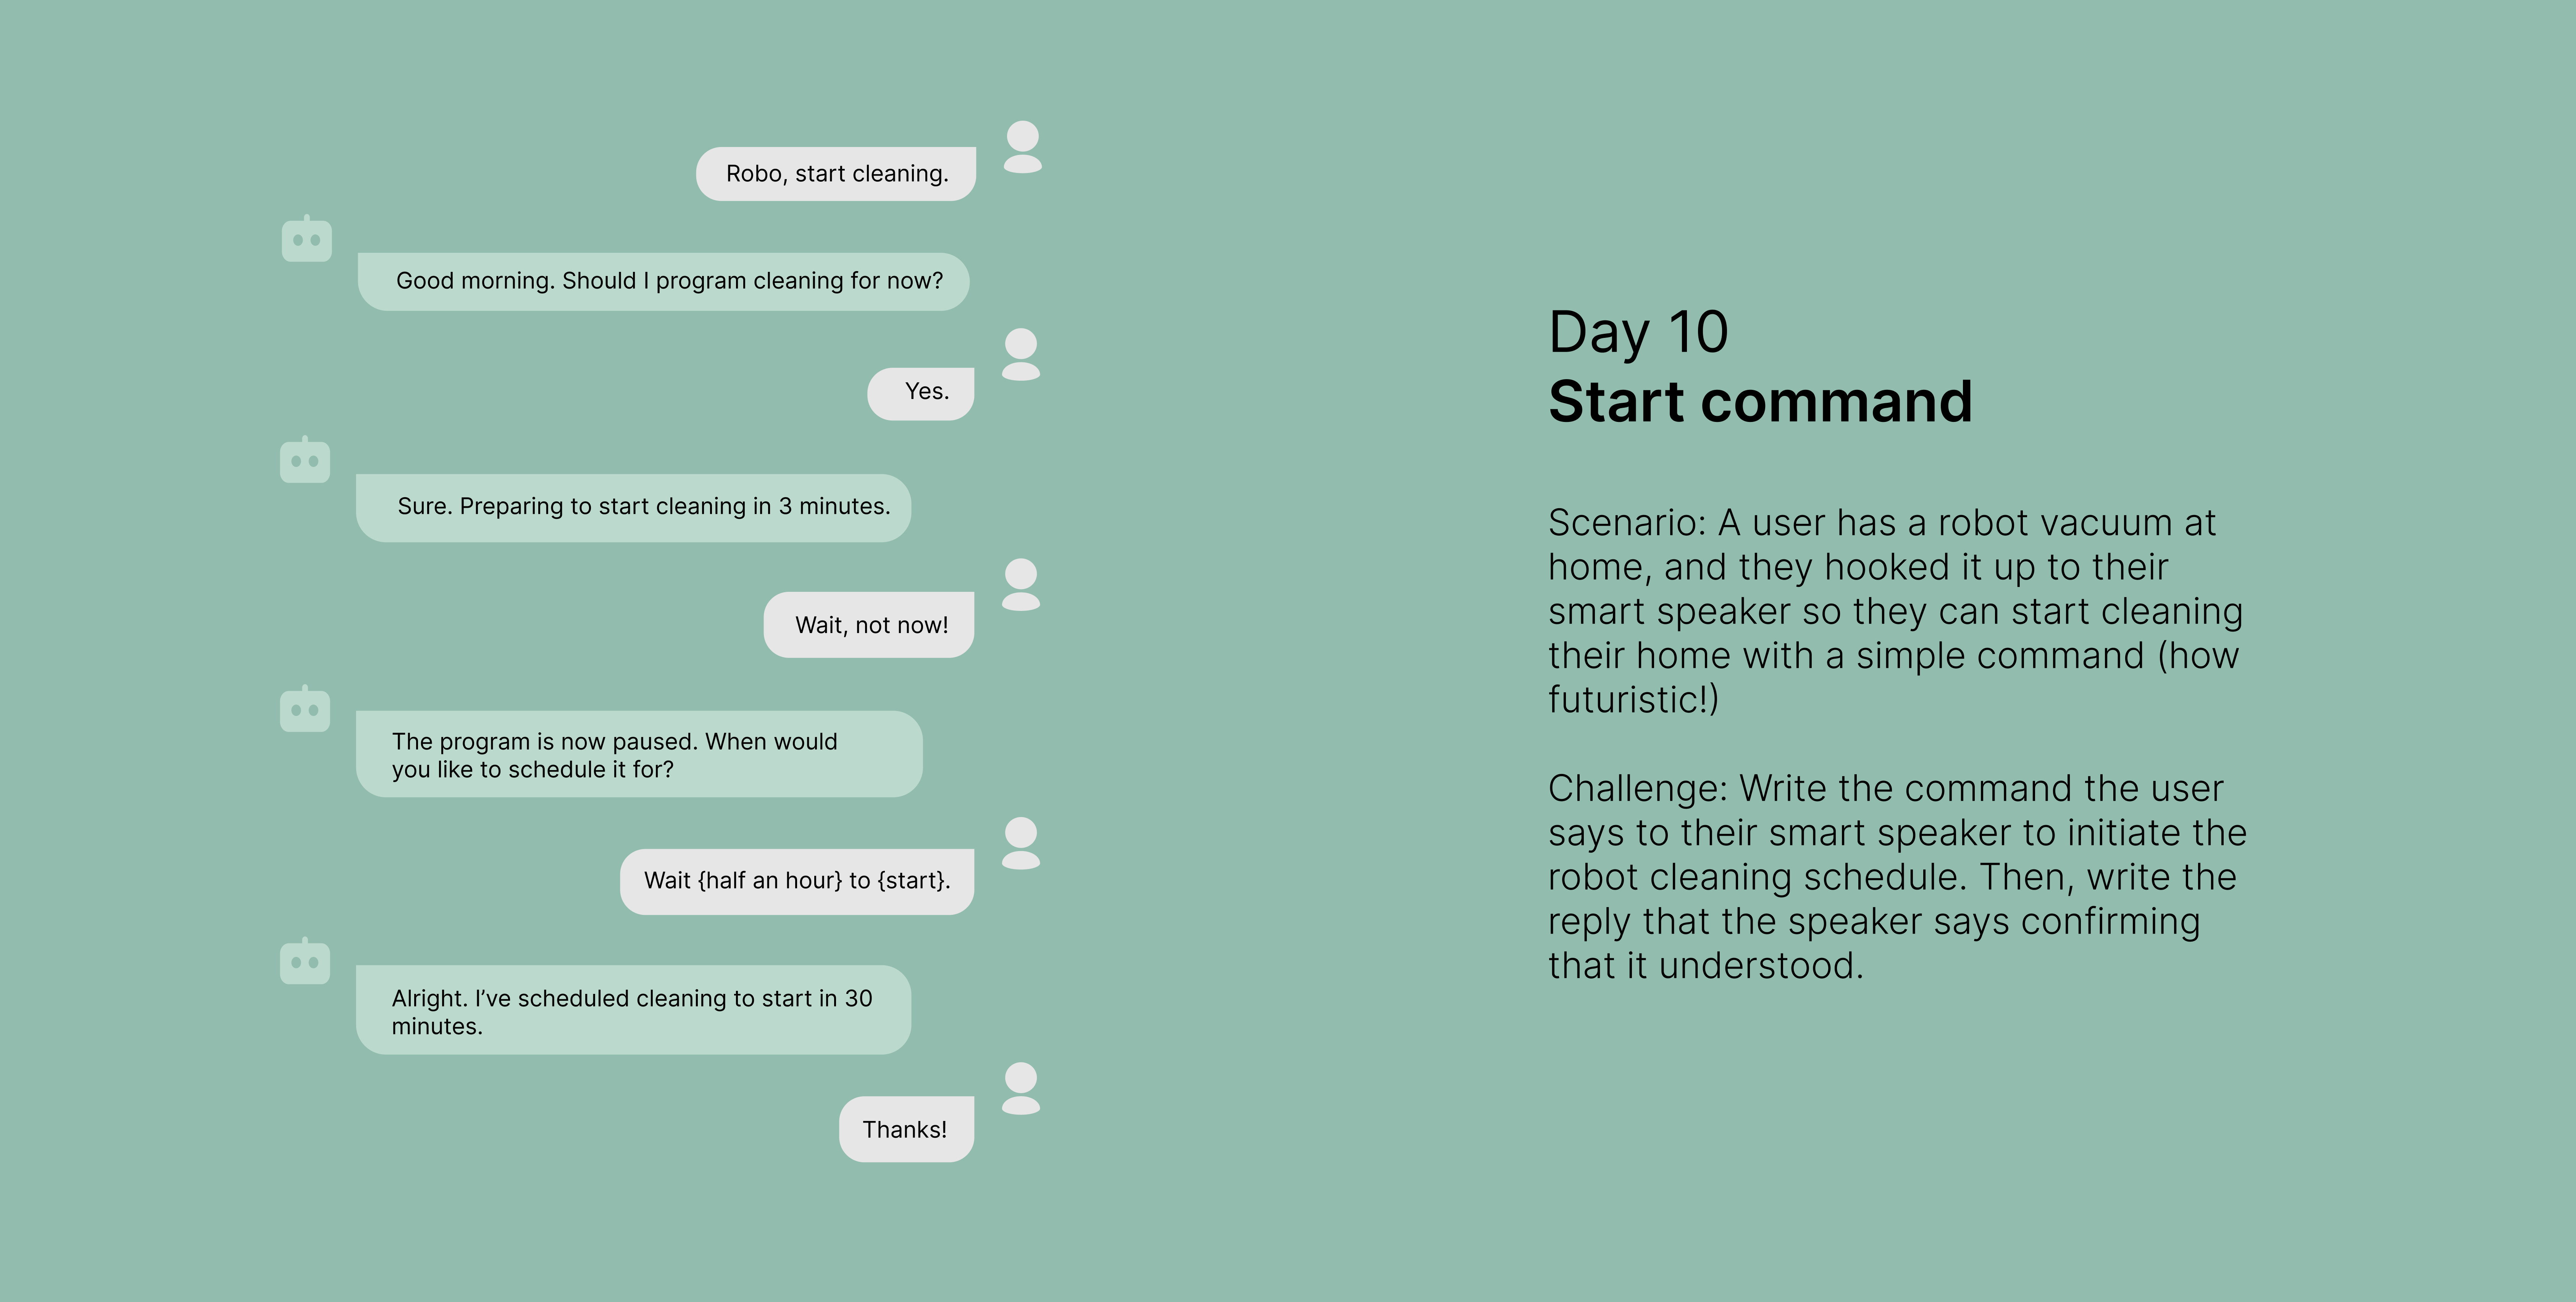 Robo, start cleaning.
Good morning. Should I program cleaning for now?
Yes.
Sure. Preparing to start cleaning in 3 minutes.
Wait, not now!
The program is now paused. When would
you like to schedule it for?
Wait {half an hour} to {start}.
Alright. I’ve scheduled cleaning to start in 30
minutes.
Thanks!
Day 10
Start command
Scenario: A user has a robot vacuum at
home, and they hooked it up to their
smart speaker so they can start cleaning
their home with a simple command (how
futuristic!)
Challenge: Write the command the user
says to their smart speaker to initiate the
robot cleaning schedule. Then, write the
reply that the speaker says confirming
that it understood.